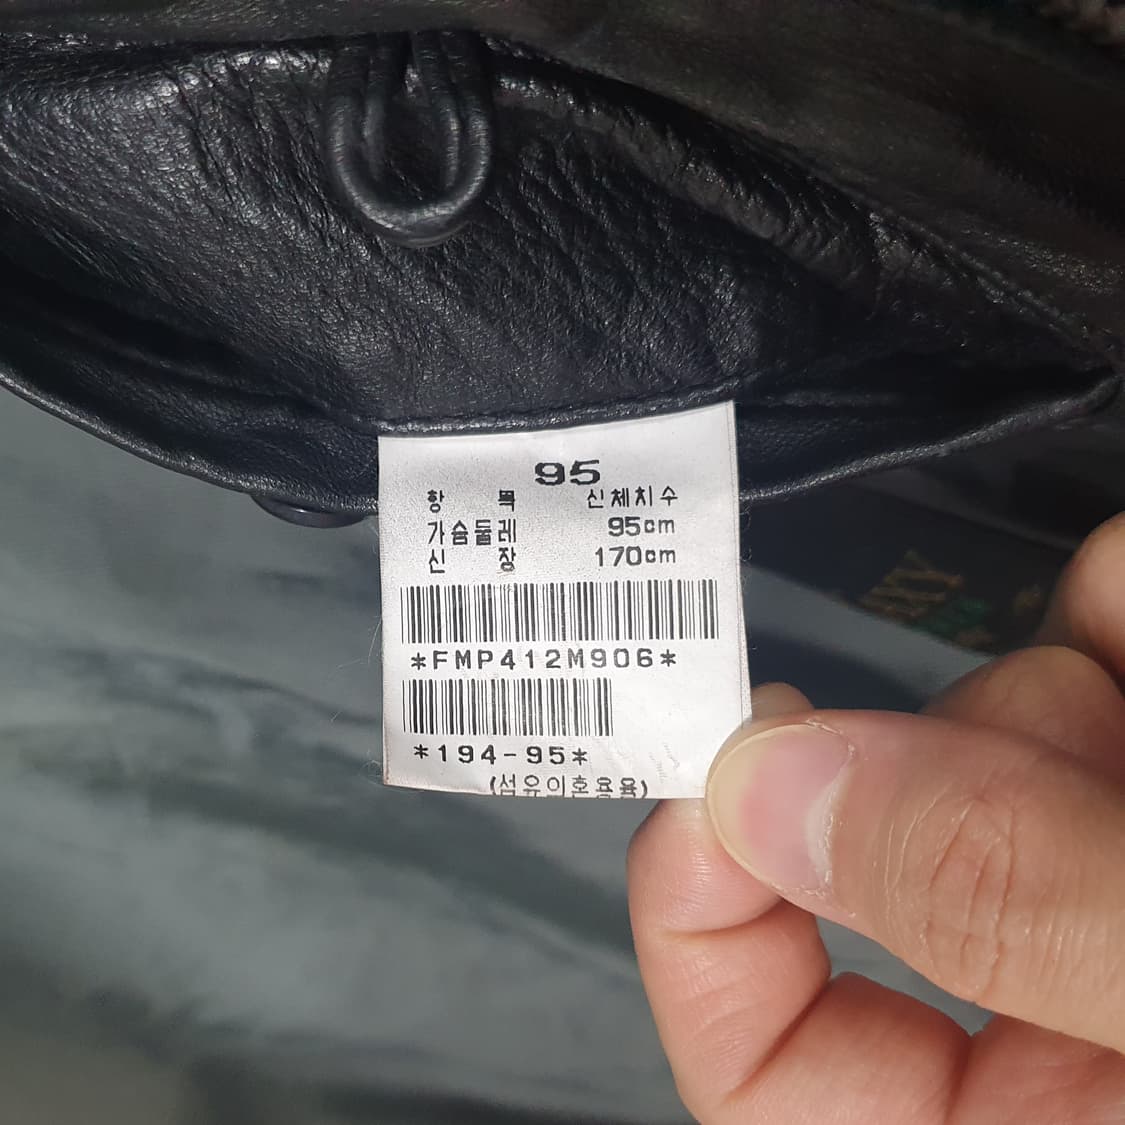 95
항 목 신체치수
가슴둘레 95cm
신 장 170cm
*FMP412M906*
*194-95*
(섬유의혼용율)